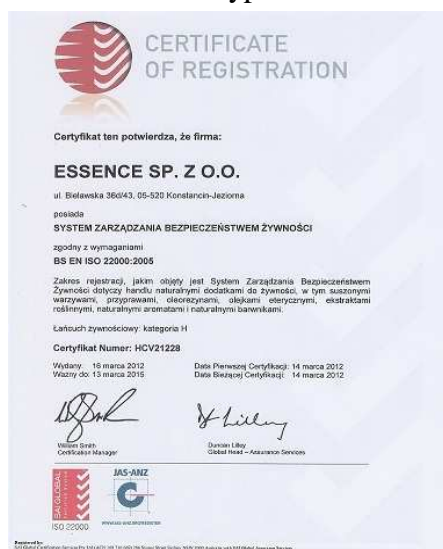 CERTIFICATE
OF REGISTRATION
Certyfikat ten potwierdza, że firma:
ESSENCE SP. Z O.O.
ul. Bielawska 36d/43, 05-520 Konstancin-Jeziorna
posiada
SYSTEM ZARZĄDZANIA BEZPIECZEŃSTWEM ŻYWNOŚCI
zgodny z wymaganiami
BS EN ISO 22000:2005
Zakres rejestracji, jakim objęty jest System Zarządzania Bezpieczeństwem
Żywności dotyczy handlu naturalnymi dodatkami do żywności, w tym suszonymi
warzywami, przyprawami, oleorezynami, olejkami eterycznymi, ekstraktami
roślinnymi, naturalnymi aromatami i naturalnymi barwnikami.
Łańcuch żywnościowy: kategoria H
Certyfikat Numer: HCV21228
Wydany: 16 marca 2012 Data Pierwszej Certyfikacji: 14 marca 2012
Ważny do: 13 marca 2015 Data Bieżącej Certyfikacji: 14 marca 2012
William Smith Duncan Lilley
Certification Manager Global Head – Assurance Services
SAI GLOBAL
JAS-ANZ
C
ISO 22000